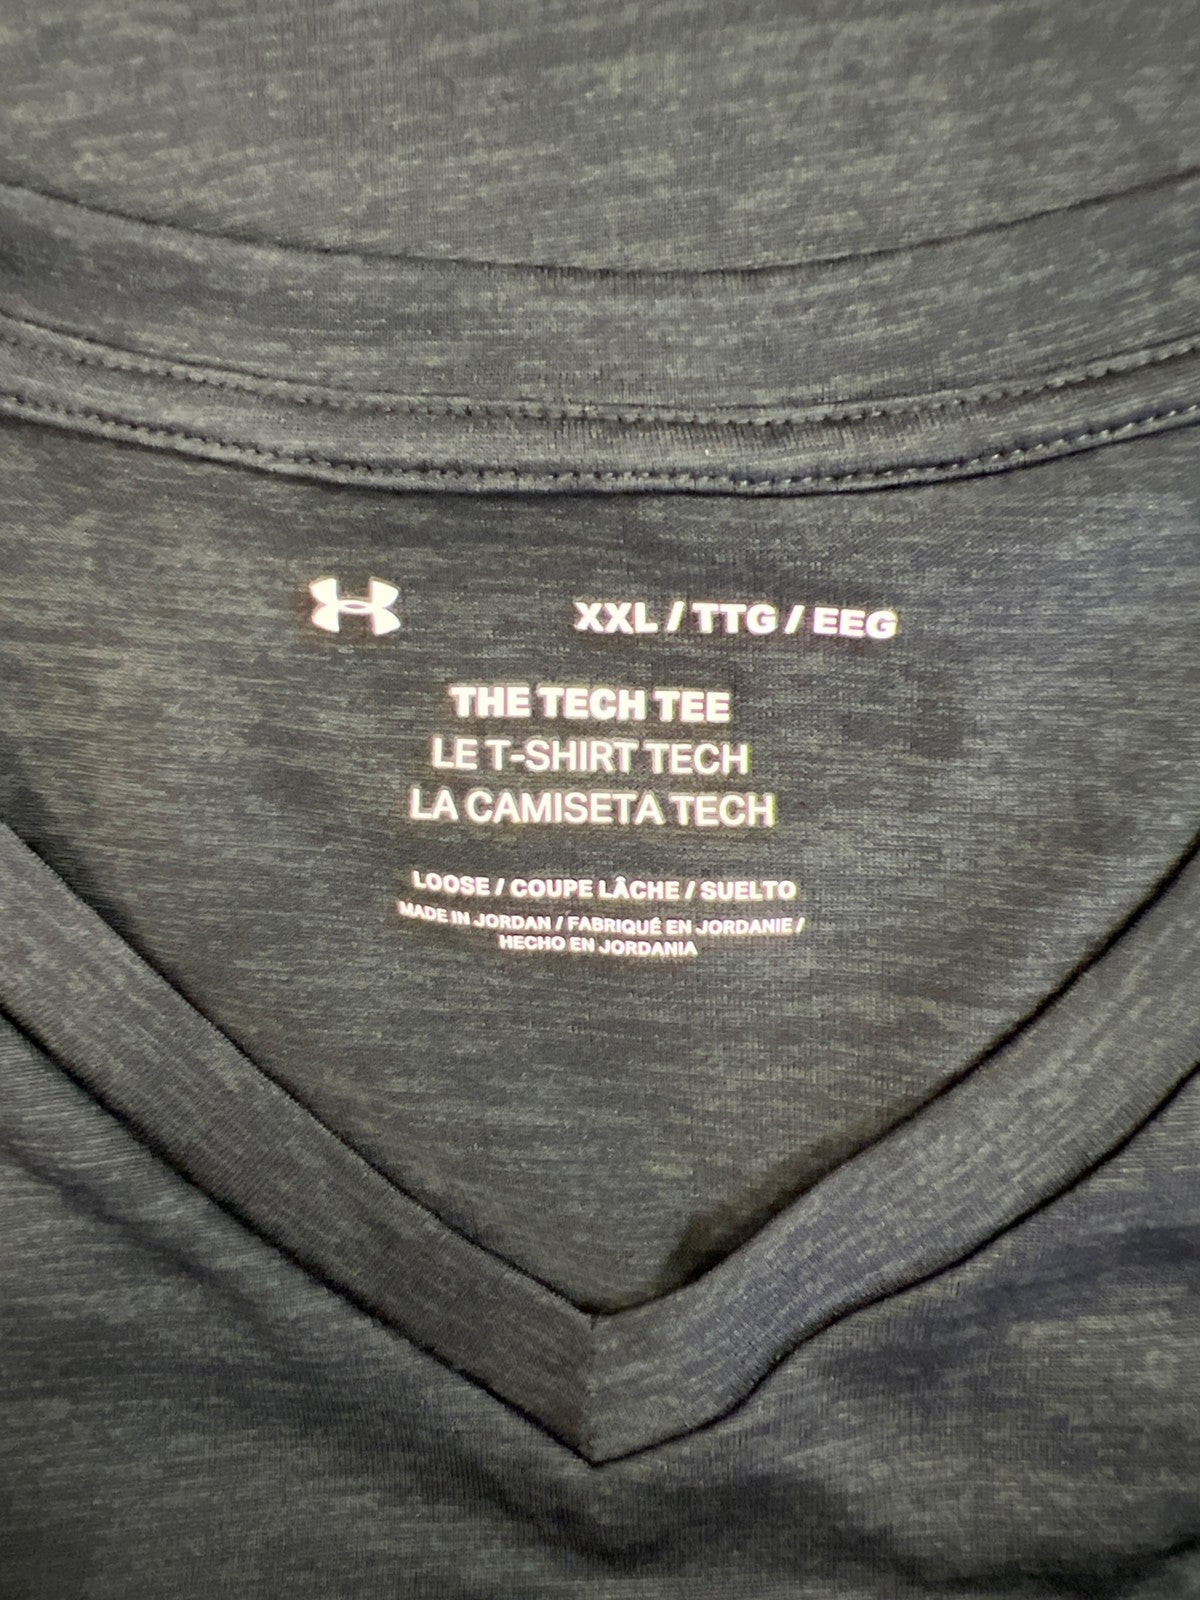 XXL / TTG / EEG
THE TECH TEE
LE T-SHIRT TECH
LA CAMISETA TECH
LOOSE / COUPE LÂCHE / SUELTO
MADE IN JORDAN / FABRIQUÉ EN JORDANIE /
HECHO EN JORDANIA